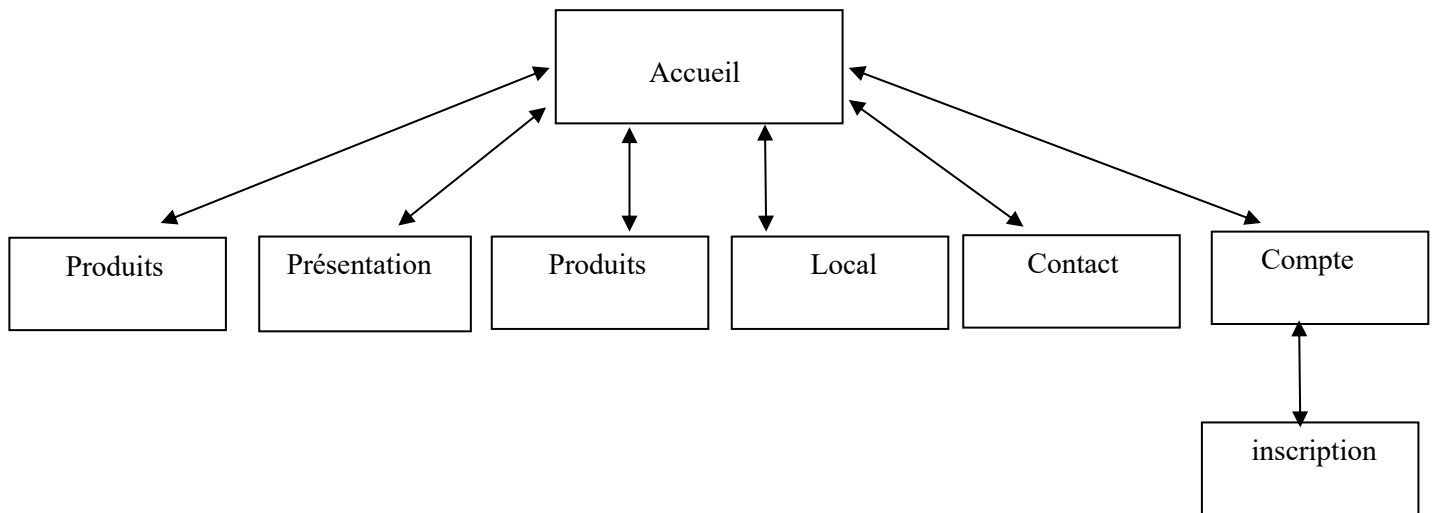 Accueil
Produits
Présentation
Produits
Local
Contact
Compte
inscription